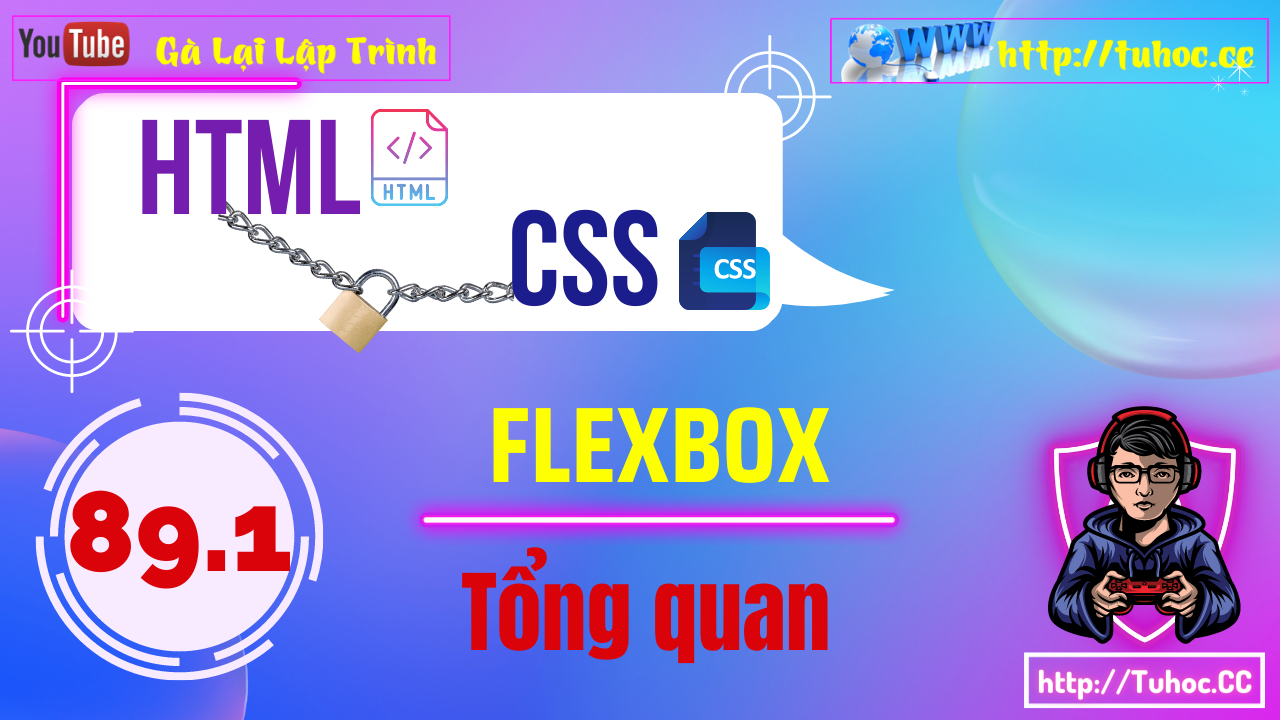 YouTube Gà Lại Lập Trình
WWW http://tuhoc.cc
HTML
</>
HTML
CSS
CSS
FLEXBOX
89.1
Tổng quan
http://Tuhoc.CC